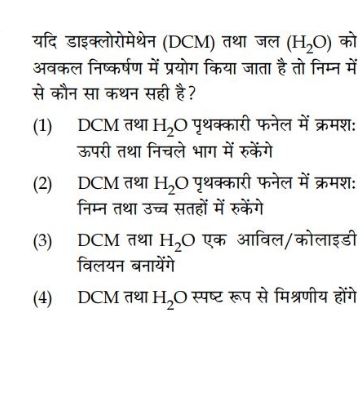 यदि डाइक्लोरोमेथेन (DCM) तथा जल (H₂O) को
अवकल निष्कर्षण में प्रयोग किया जाता है तो निम्न में
से कौन सा कथन सही है ?
(1) DCM तथा H₂O पृथक्कारी फनेल में क्रमश:
ऊपरी तथा निचले भाग में रुकेंगे
(2) DCM तथा H₂O पृथक्कारी फनेल में क्रमश:
निम्न तथा उच्च सतहों में रुकेंगे
(3) DCM तथा H₂O एक आविल/कोलाइडी
विलयन बनायेंगे
(4) DCM तथा H₂O स्पष्ट रूप से मिश्रणीय होंगे